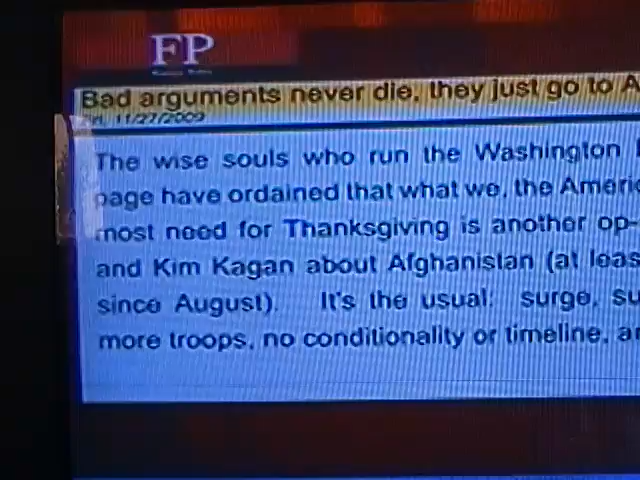 FP
Bad arguments never die, they just go to A
11/27/2009
The wise souls who run the Washington
page have ordained that what we, the Americ
most need for Thanksgiving is another op-
and Kim Kagan about Afghanistan (at leas
since August). It's the usual: surge, su
more troops, no conditionality or timeline, a